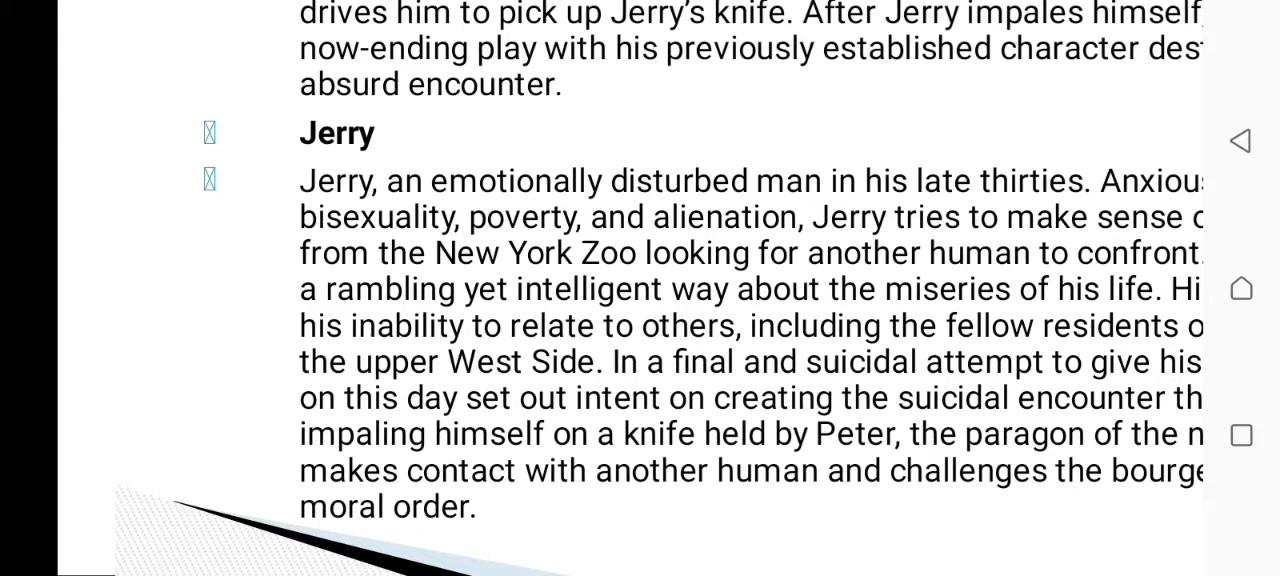 drives him to pick up Jerry’s knife. After Jerry impales himself,
now-ending play with his previously established character
absurd encounter.
Jerry
Jerry, an emotionally disturbed man in his late thirties.
bisexuality, poverty, and alienation, Jerry tries to make sense
from the New York Zoo looking for another human to confront.
a rambling yet intelligent way about the miseries of his life.
his inability to relate to others, including the fellow residents
the upper West Side. In a final and suicidal attempt to give his
on this day set out intent on creating the suicidal encounter
impaling himself on a knife held by Peter, the paragon of the
makes contact with another human and challenges the
moral order.